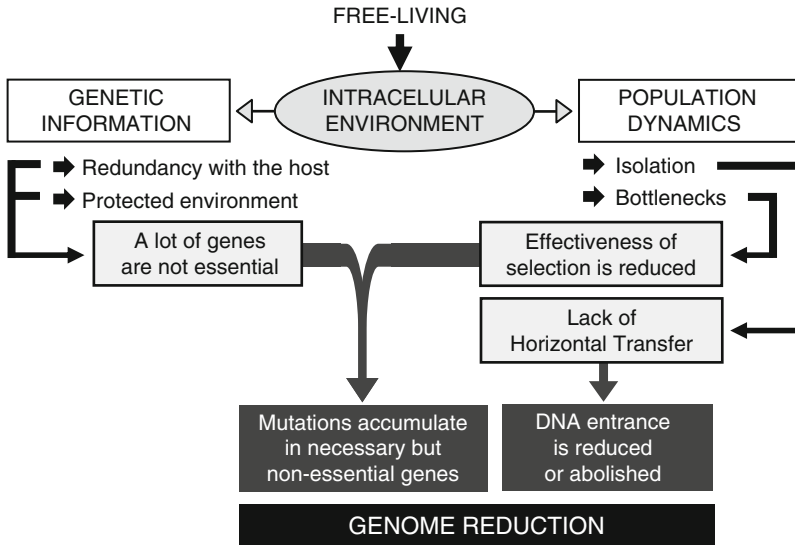 FREE-LIVING
INTRACELULAR
ENVIRONMENT
GENETIC
INFORMATION
Redundancy with the host
Protected environment
A lot of genes
are not essential
POPULATION
DYNAMICS
Isolation
Bottlenecks
Effectiveness of
selection is reduced
Lack of
Horizontal Transfer
Mutations accumulate
in necessary but
non-essential genes
DNA entrance
is reduced
or abolished
GENOME REDUCTION